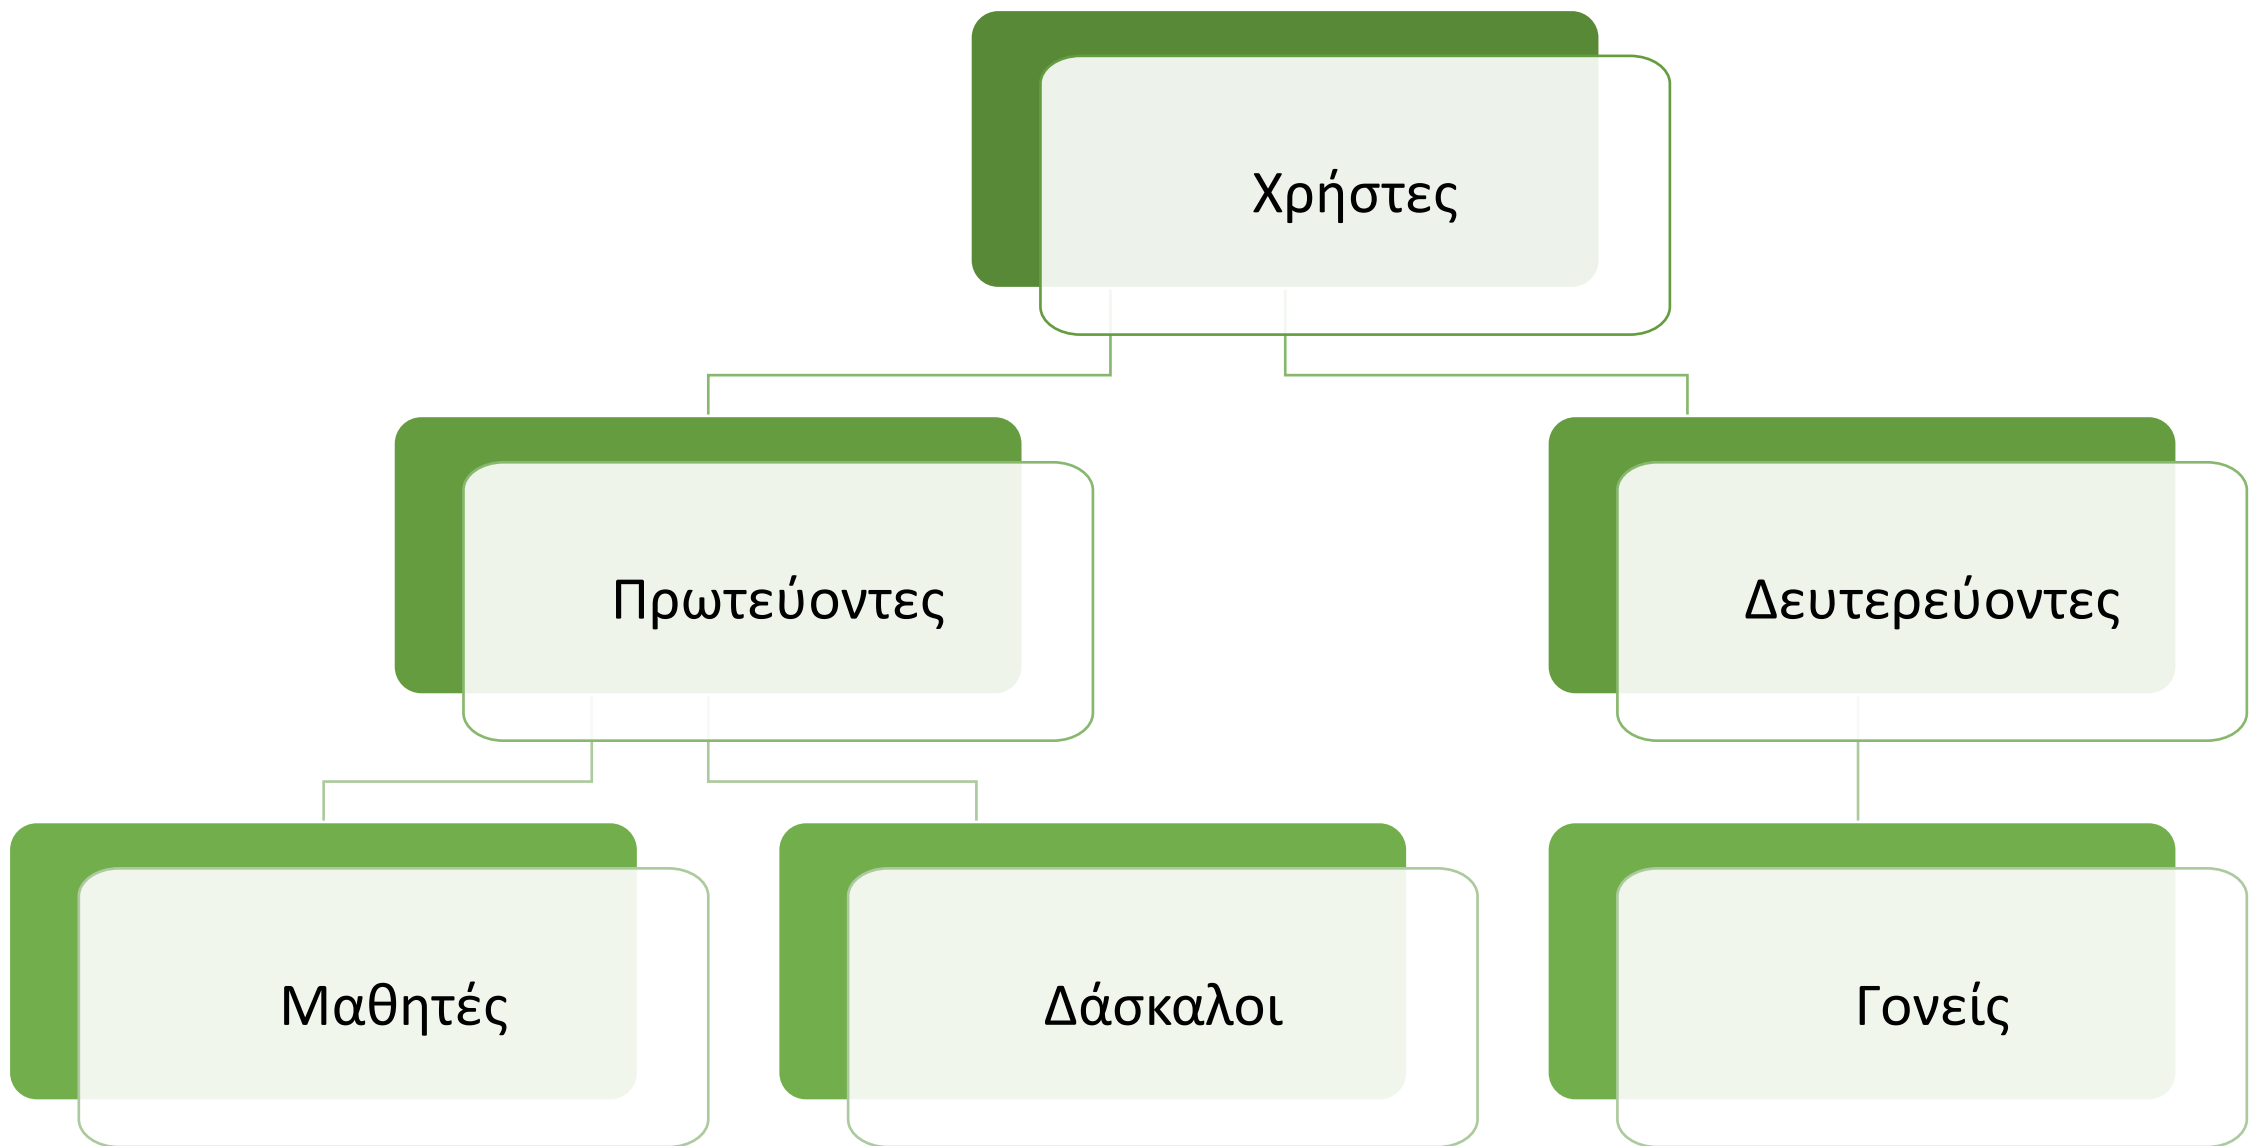 Χρήστες
Πρωτεύοντες
Δευτερεύοντες
Μαθητές
Δάσκαλοι
Γονείς